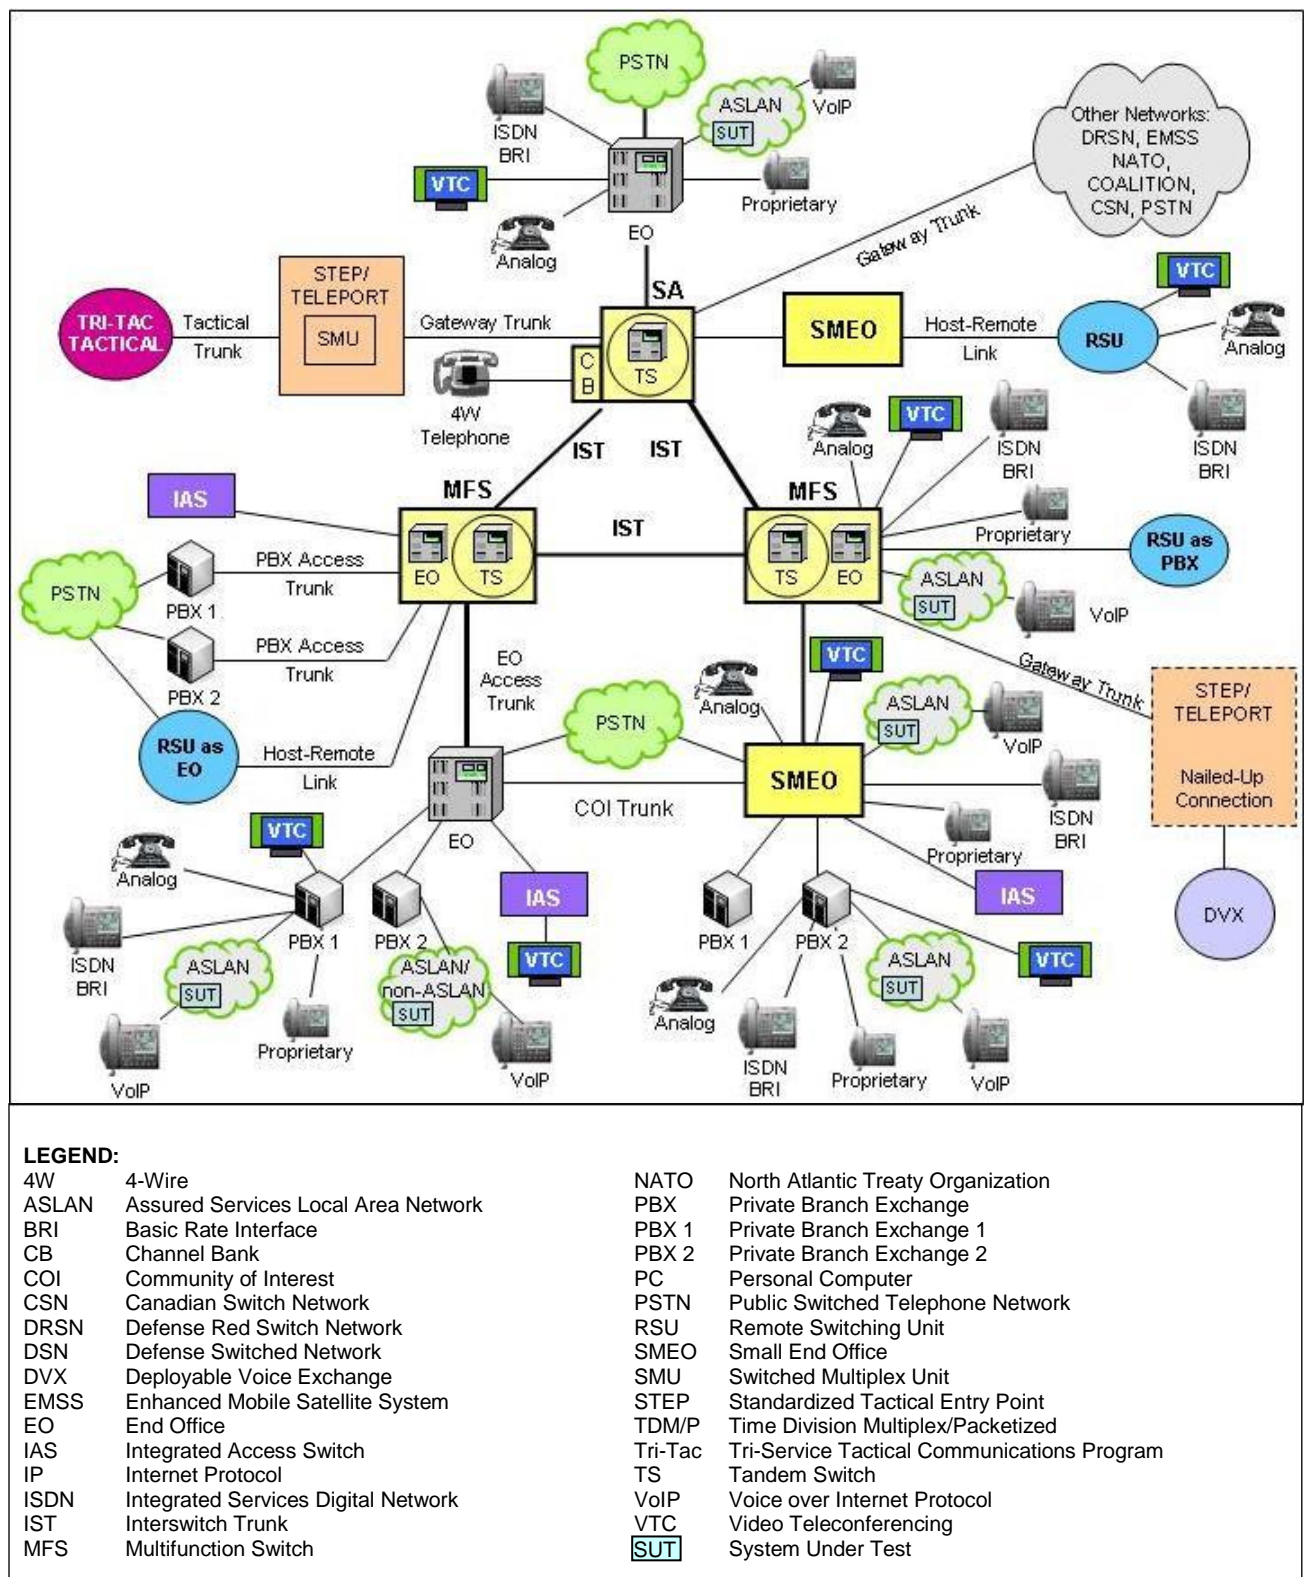 PSTN
ASLAN
SUT
VoIP
ISDN
BRI
VTC
Proprietary
Analog
EO
Other Networks:
DRSN, EMSS
NATO,
COALITION,
CSN, PSTN
Gateway Trunk
SA
TRI-TAC
TACTICAL
Tactical
Trunk
STEP/
TELEPORT
SMU
Gateway Trunk
C
B
TS
SMEO
Host-Remote
Link
RSU
VTC
Analog
ISDN
BRI
4W
Telephone
IST
IST
Analog
VTC
ISDN
BRI
IAS
MFS
EO
TS
IST
MFS
TS
EO
Proprietary
RSU as
PBX
PSTN
PBX 1
PBX Access
Trunk
PBX 2
PBX Access
Trunk
ASLAN
SUT
VoIP
Gateway Trunk
RSU as
EO
Host-Remote
Link
EO
Access
Trunk
PSTN
Analog
VTC
ASLAN
SUT
VoIP
STEP/
TELEPORT
Nailed-Up
Connection
EO
COI Trunk
SMEO
ISDN
BRI
Proprietary
IAS
DVX
VTC
Analog
ISDN
BRI
PBX 1
PBX 2
IAS
VTC
ASLAN
SUT
VoIP
Proprietary
ASLAN/
non-ASLAN
SUT
VoIP
PBX 1
PBX 2
Analog
ISDN
BRI
Proprietary
ASLAN
SUT
VoIP
VTC
LEGEND:
4W 4-Wire
ASLAN Assured Services Local Area Network
BRI Basic Rate Interface
CB Channel Bank
COI Community of Interest
CSN Canadian Switch Network
DRSN Defense Red Switch Network
DSN Defense Switched Network
DVX Deployable Voice Exchange
EMSS Enhanced Mobile Satellite System
EO End Office
IAS Integrated Access Switch
IP Internet Protocol
ISDN Integrated Services Digital Network
IST Interswitch Trunk
MFS Multifunction Switch
NATO North Atlantic Treaty Organization
PBX Private Branch Exchange
PBX 1 Private Branch Exchange 1
PBX 2 Private Branch Exchange 2
PC Personal Computer
PSTN Public Switched Telephone Network
RSU Remote Switching Unit
SMEO Small End Office
SMU Switched Multiplex Unit
STEP Standardized Tactical Entry Point
TDM/P Time Division Multiplex/Packetized
Tri-Tac Tri-Service Tactical Communications Program
TS Tandem Switch
VoIP Voice over Internet Protocol
VTC Video Teleconferencing
SUT System Under Test